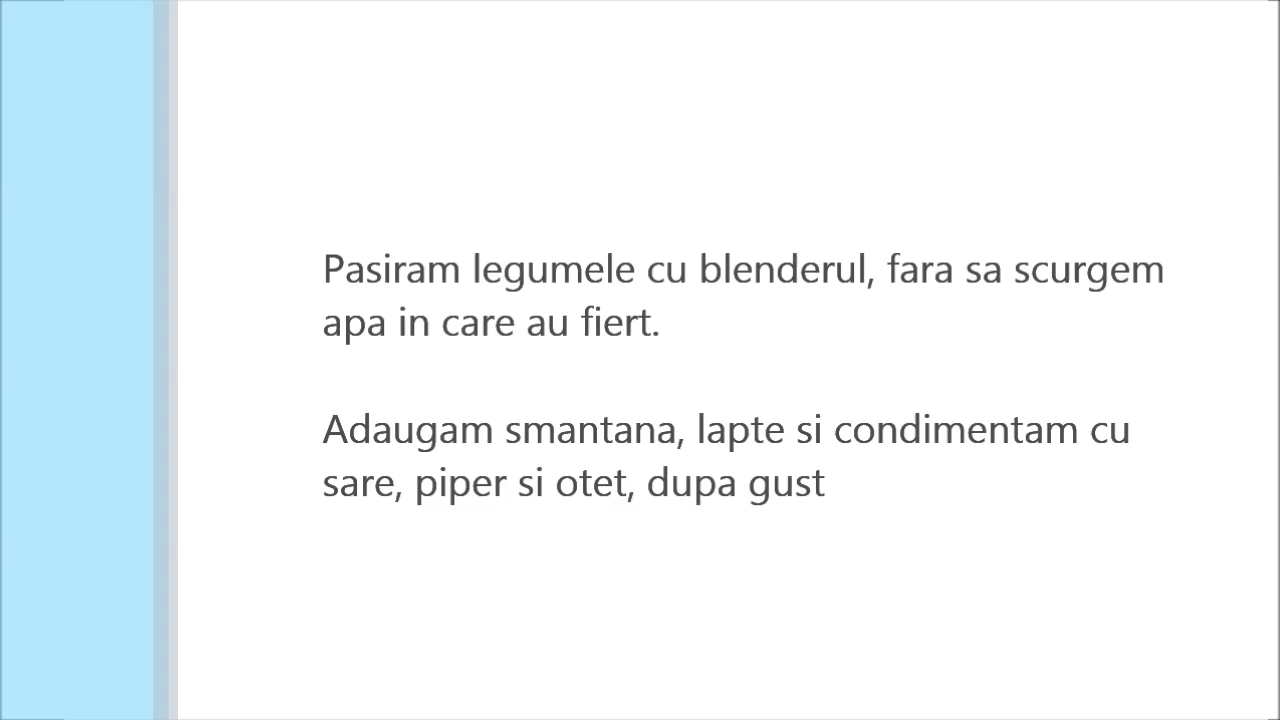 Pasiram legumele cu blenderul, fara sa scurgem
apa in care au fiert.
Adaugam smantana, lapte si condimentam cu
sare, piper si otet, dupa gust